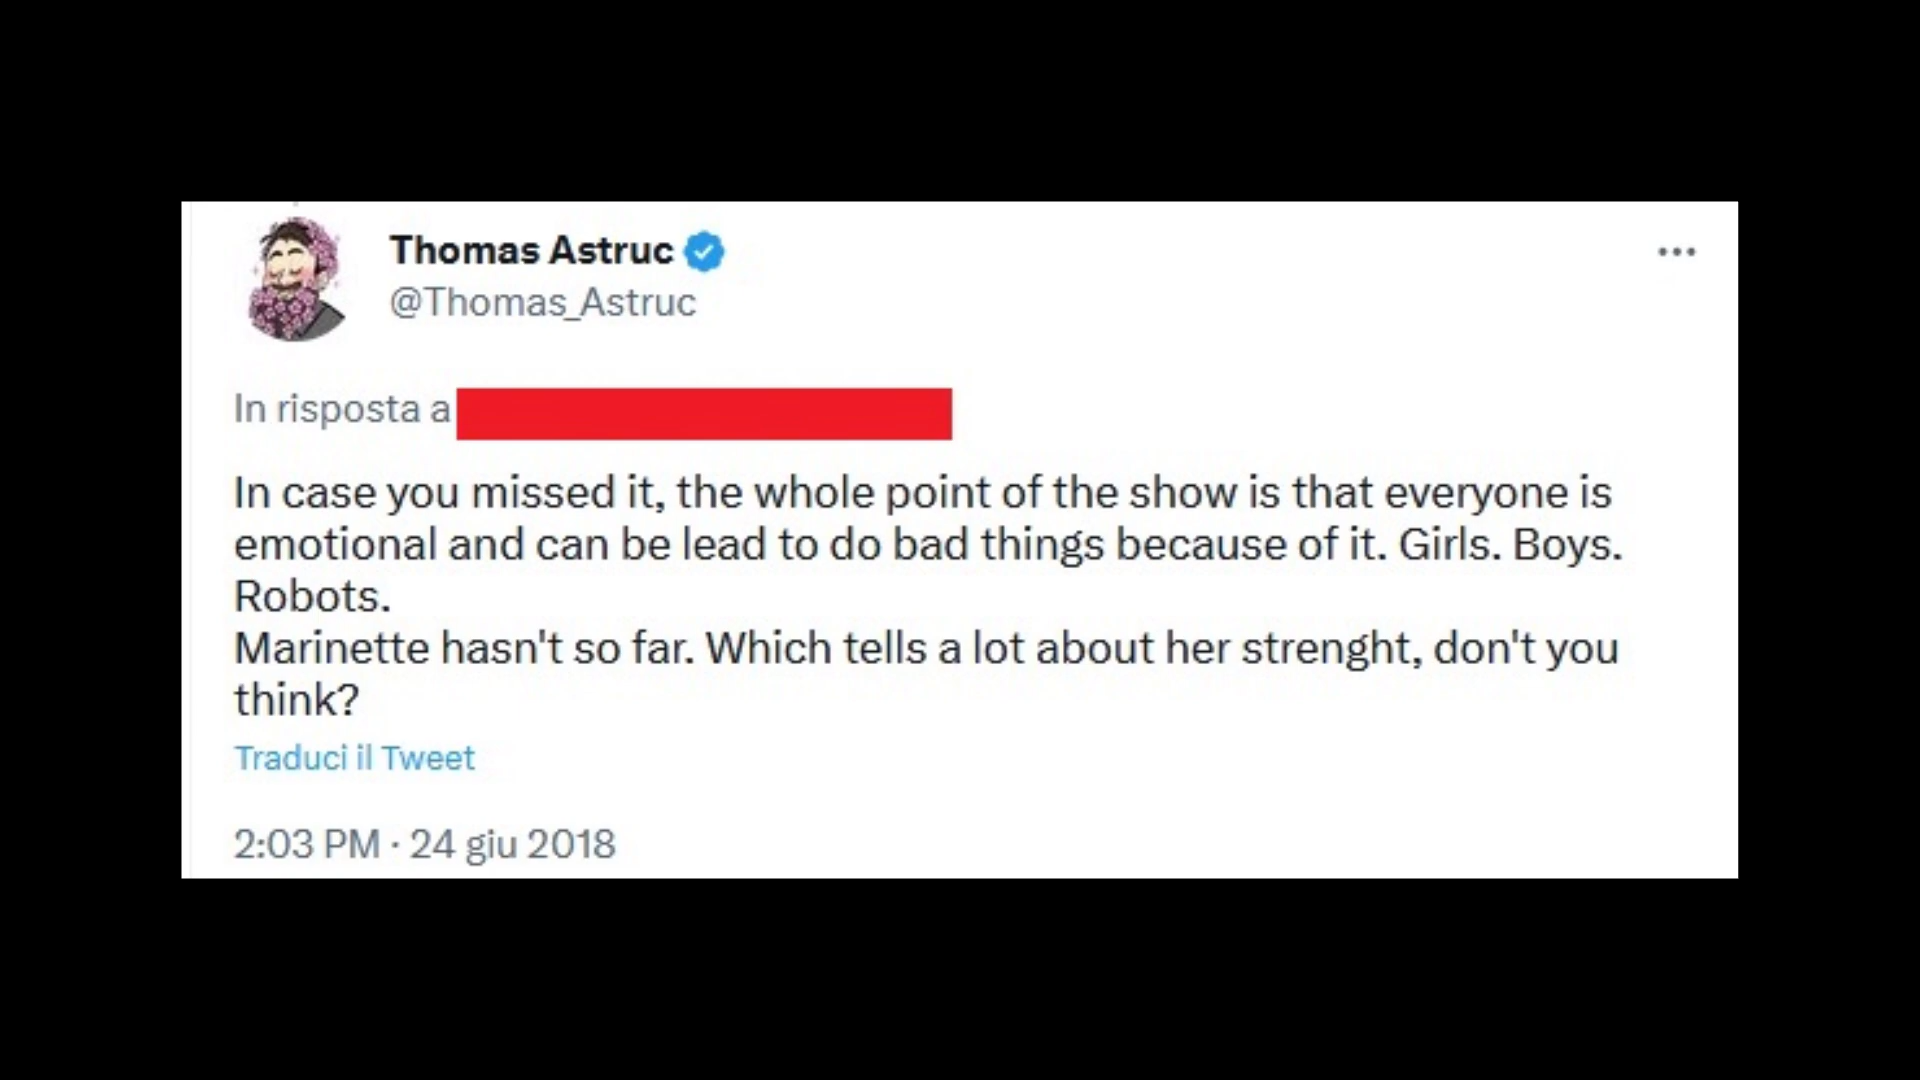 Thomas Astruc
@Thomas_Astruc
In risposta a
In case you missed it, the whole point of the show is that everyone is
emotional and can be lead to do bad things because of it. Girls. Boys.
Robots.
Marinette hasn't so far. Which tells a lot about her strenght, don't you
think?
Traduci il Tweet
2:03 PM · 24 giu 2018